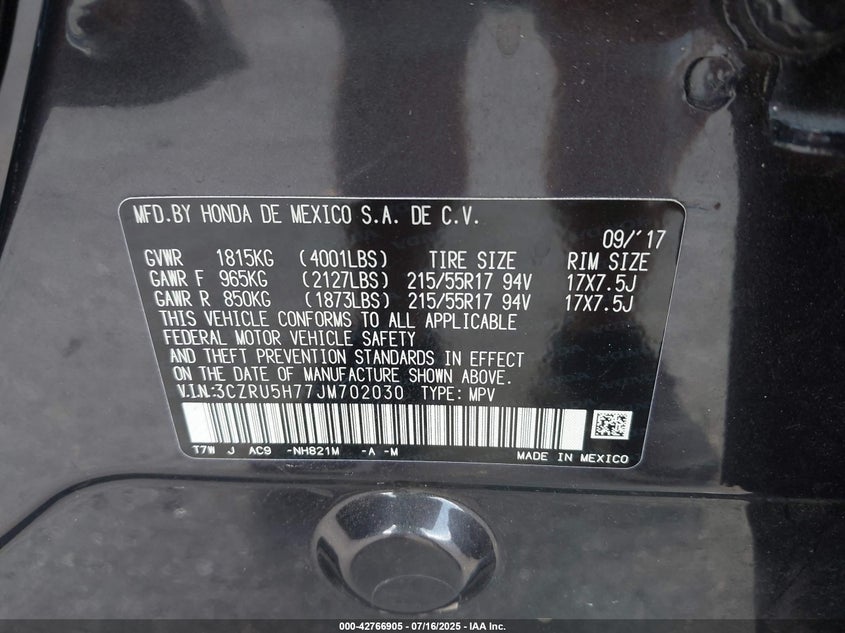 MFD.BY HONDA DE MEXICO S.A. DE C.V.
09/'17
GVWR 1815KG (4001LBS) TIRE SIZE RIM SIZE
GAWR F 965KG (2127LBS) 215/55R17 94V 17X7.5J
GAWR R 850KG (1873LBS) 215/55R17 94V 17X7.5J
THIS VEHICLE CONFORMS TO ALL APPLICABLE
FEDERAL MOTOR VEHICLE SAFETY
AND THEFT PREVENTION STANDARDS IN EFFECT
ON THE DATE OF MANUFACTURE SHOWN ABOVE.
V.I.N.:3CZRU5H77JM702030 TYPE: MPV
T7W J AC9 -NH821M -A -M
MADE IN MEXICO
000-42766905 - 07/16/2025 - IAA Inc.